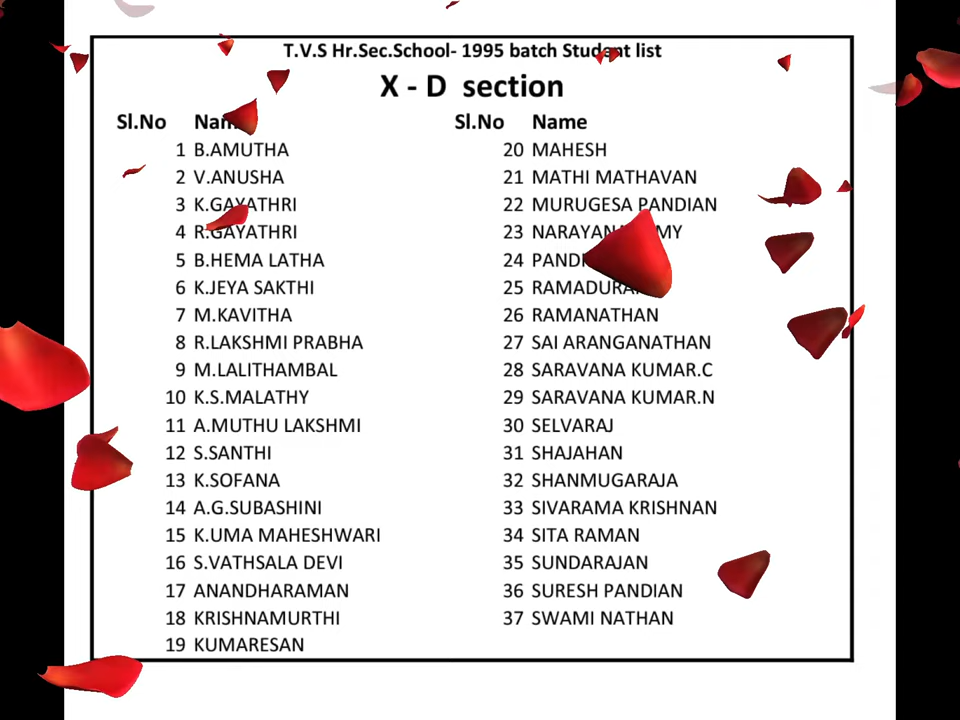 T.V.S Hr.Sec.School- 1995 batch Student list
X - D section
Sl.No Name Sl.No Name
1 B.AMUTHA 20 MAHESH
2 V.ANUSHA 21 MATHI MATHAVAN
3 K.GAYATHRI 22 MURUGESA PANDIAN
4 R.GAYATHRI 23
5 B.HEMA LATHA 24
6 K.JEYA SAKTHI 25
7 M.KAVITHA 26 RAMANATHAN
8 R.LAKSHMI PRABHA 27 SAI ARANGANATHAN
9 M.LALITHAMBAL 28 SARAVANA KUMAR.C
10 K.S.MALATHY 29 SARAVANA KUMAR.N
11 A.MUTHU LAKSHMI 30 SELVARAJ
12 S.SANTHI 31 SHAJAHAN
13 K.SOFANA 32 SHANMUGARAJA
14 A.G.SUBASHINI 33 SIVARAMA KRISHNAN
15 K.UMA MAHESHWARI 34 SITA RAMAN
16 S.VATHSALA DEVI 35 SUNDARAJAN
17 ANANDHARAMAN 36 SURESH PANDIAN
18 KRISHNAMURTHI 37 SWAMI NATHAN
19 KUMARESAN